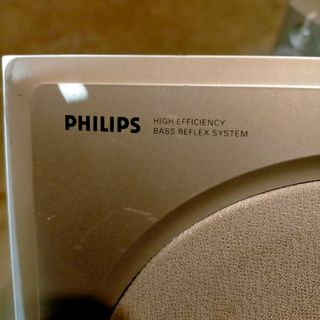 PHILIPS
HIGH EFFICIENCY
BASS REFLEX SYSTEM